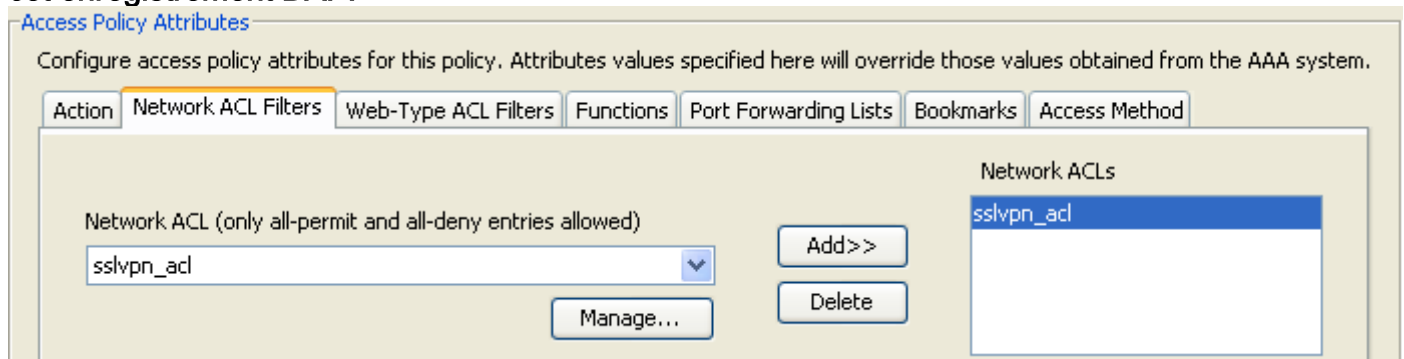 Access Policy Attributes
Configure access policy attributes for this policy. Attributes values specified here will override those values obtained from the AAA system.
Action Network ACL Filters Web-Type ACL Filters Functions Port Forwarding Lists Bookmarks Access Method
Network ACLs
Network ACL (only all-permit and all-deny entries allowed)
sslvpn_acl
sslvpn_acl
Add>>
Manage...
Delete